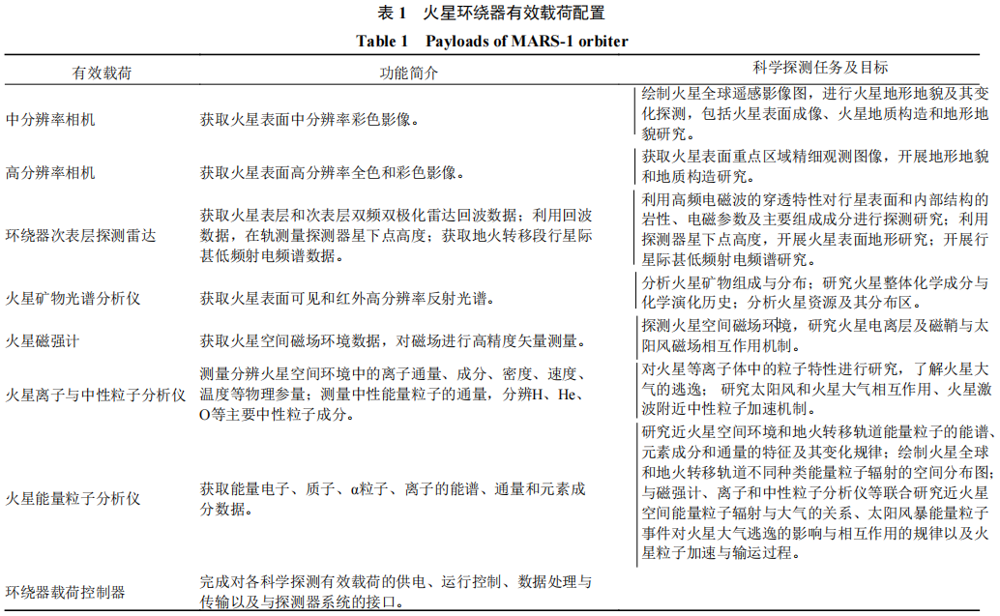 表 1 火星环绕器有效载荷配置
Table 1 Payloads of MARS-1 orbiter
有效载荷 功能简介 科学探测任务及目标
中分辨率相机
获取火星表面中分辨率彩色影像。
绘制火星全球遥感影像图，进行火星地形地貌及其变
化探测，包括火星表面成像、火星地质构造和地形地
貌研究。
高分辨率相机
获取火星表面高分辨率全色和彩色影像。
获取火星表面重点区域精细观测图像，开展地形地貌
和地质构造研究。
环绕器次表层探测雷达
获取火星表层和次表层双频双极化雷达回波数据；利用回波
数据，在轨测量探测器星下点高度；获取地火转移段行星际
甚低频射电频谱数据。
利用高频电磁波的穿透特性对行星表面和内部结构的
岩性、电磁参数及主要组成成分进行探测研究；利用
探测器星下点高度，开展火星表面地形研究；开展行
星际甚低频射电频谱研究。
火星矿物光谱分析仪
获取火星表面可见和红外高分辨率反射光谱。
分析火星矿物组成与分布；研究火星整体化学成分与
化学演化历史；分析火星资源及其分布区。
火星磁强计
获取火星空间磁场环境数据，对磁场进行高精度矢量测量。
探测火星空间磁场环境，研究火星电离层及磁鞘与太
阳风磁场相互作用机制。
火星离子与中性粒子分析仪
测量分辨火星空间环境中的离子通量、成分、密度、速度、
温度等物理参量；测量中性能量粒子的通量，分辨H、He、
O等主要中性粒子成分。
对火星等离子体中的粒子特性进行研究，了解火星大
气的逃逸； 研究太阳风和火星大气相互作用、火星激
波附近中性粒子加速机制。
火星能量粒子分析仪
获取能量电子、质子、α粒子、离子的能谱、通量和元素成
分数据。
研究近火星空间环境和地火转移轨道能量粒子的能谱、
元素成分和通量的特征及其变化规律；绘制火星全球
和地火转移轨道不同种类能量粒子辐射的空间分布图；
与磁强计、离子和中性粒子分析仪等联合研究近火星
空间能量粒子辐射与大气的关系、太阳风暴能量粒子
事件对火星大气逃逸的影响与相互作用的规律以及火
星粒子加速与输运过程。
环绕器载荷控制器
完成对各科学探测有效载荷的供电、运行控制、数据处理与
传输以及与探测器系统的接口。